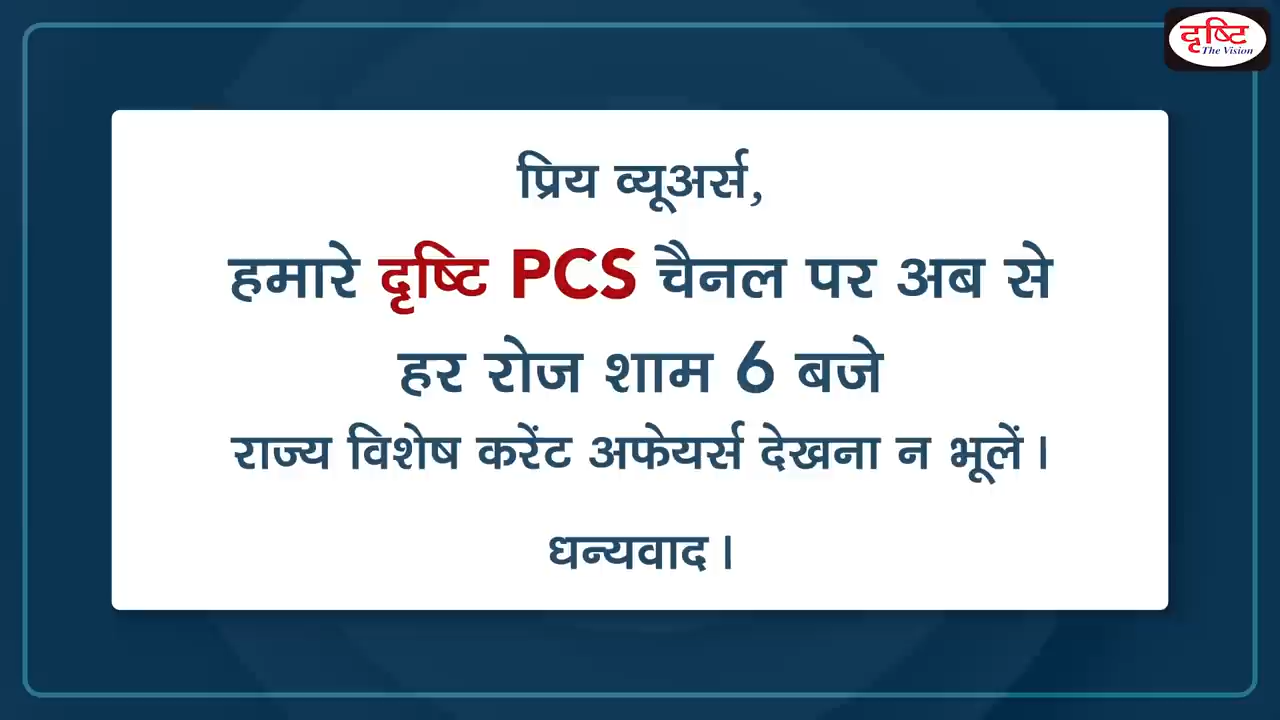 दृष्टि
The Vision
प्रिय व्यूअर्स,
हमारे दृष्टि PCS चैनल पर अब से
हर रोज शाम 6 बजे
राज्य विशेष करेंट अफेयर्स देखना न भूलें।
धन्यवाद।